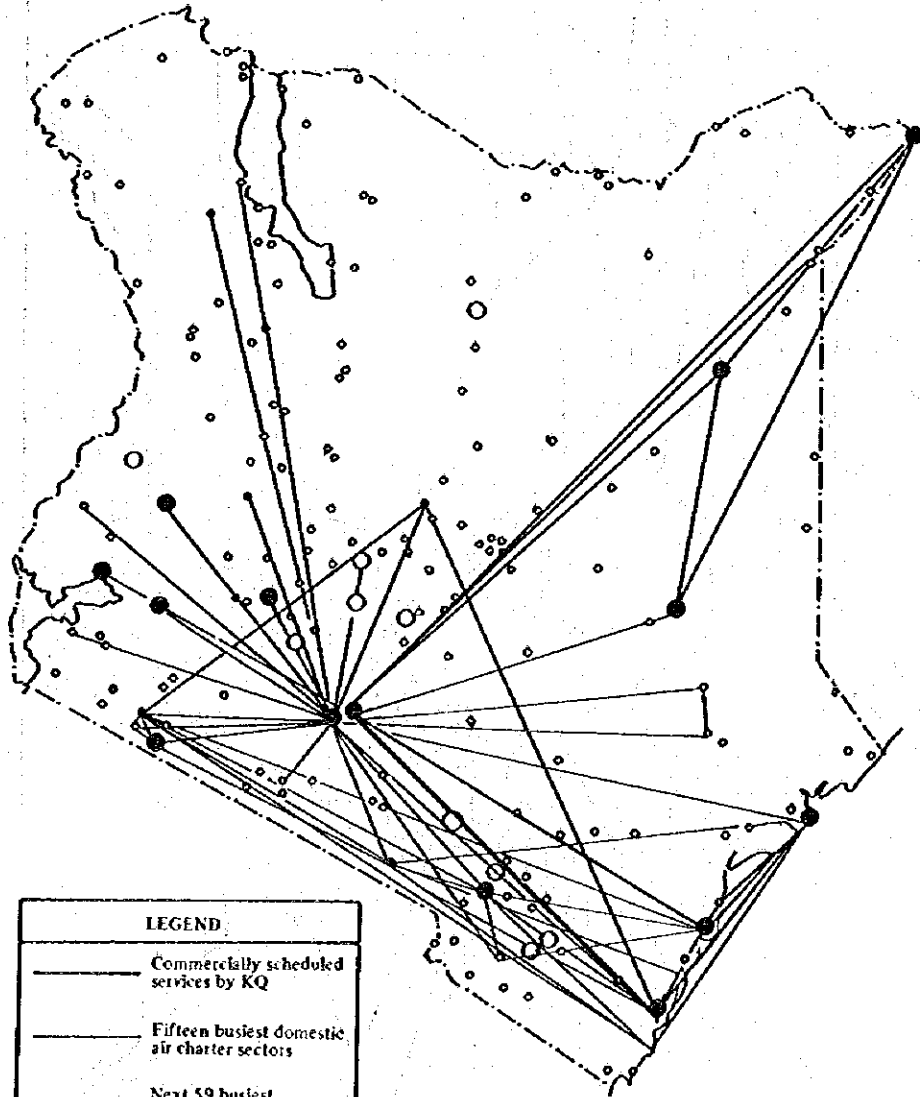 LEGEND
Commercially scheduled
services by KQ
Fifteen busiest domestic
air charter sectors
Next 59 busiest